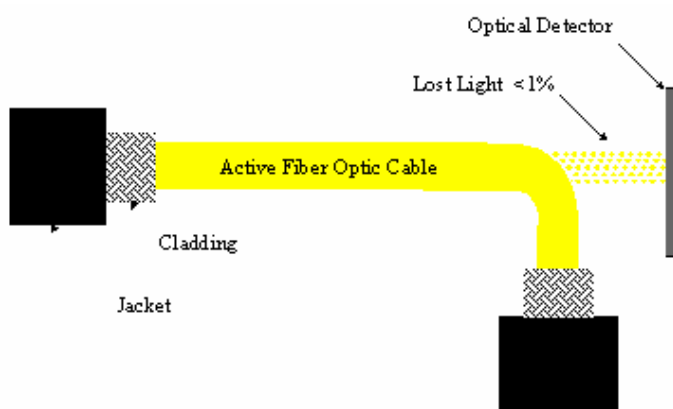 Optical Detector
Lost Light <1%
Active Fiber Optic Cable
Cladding
Jacket